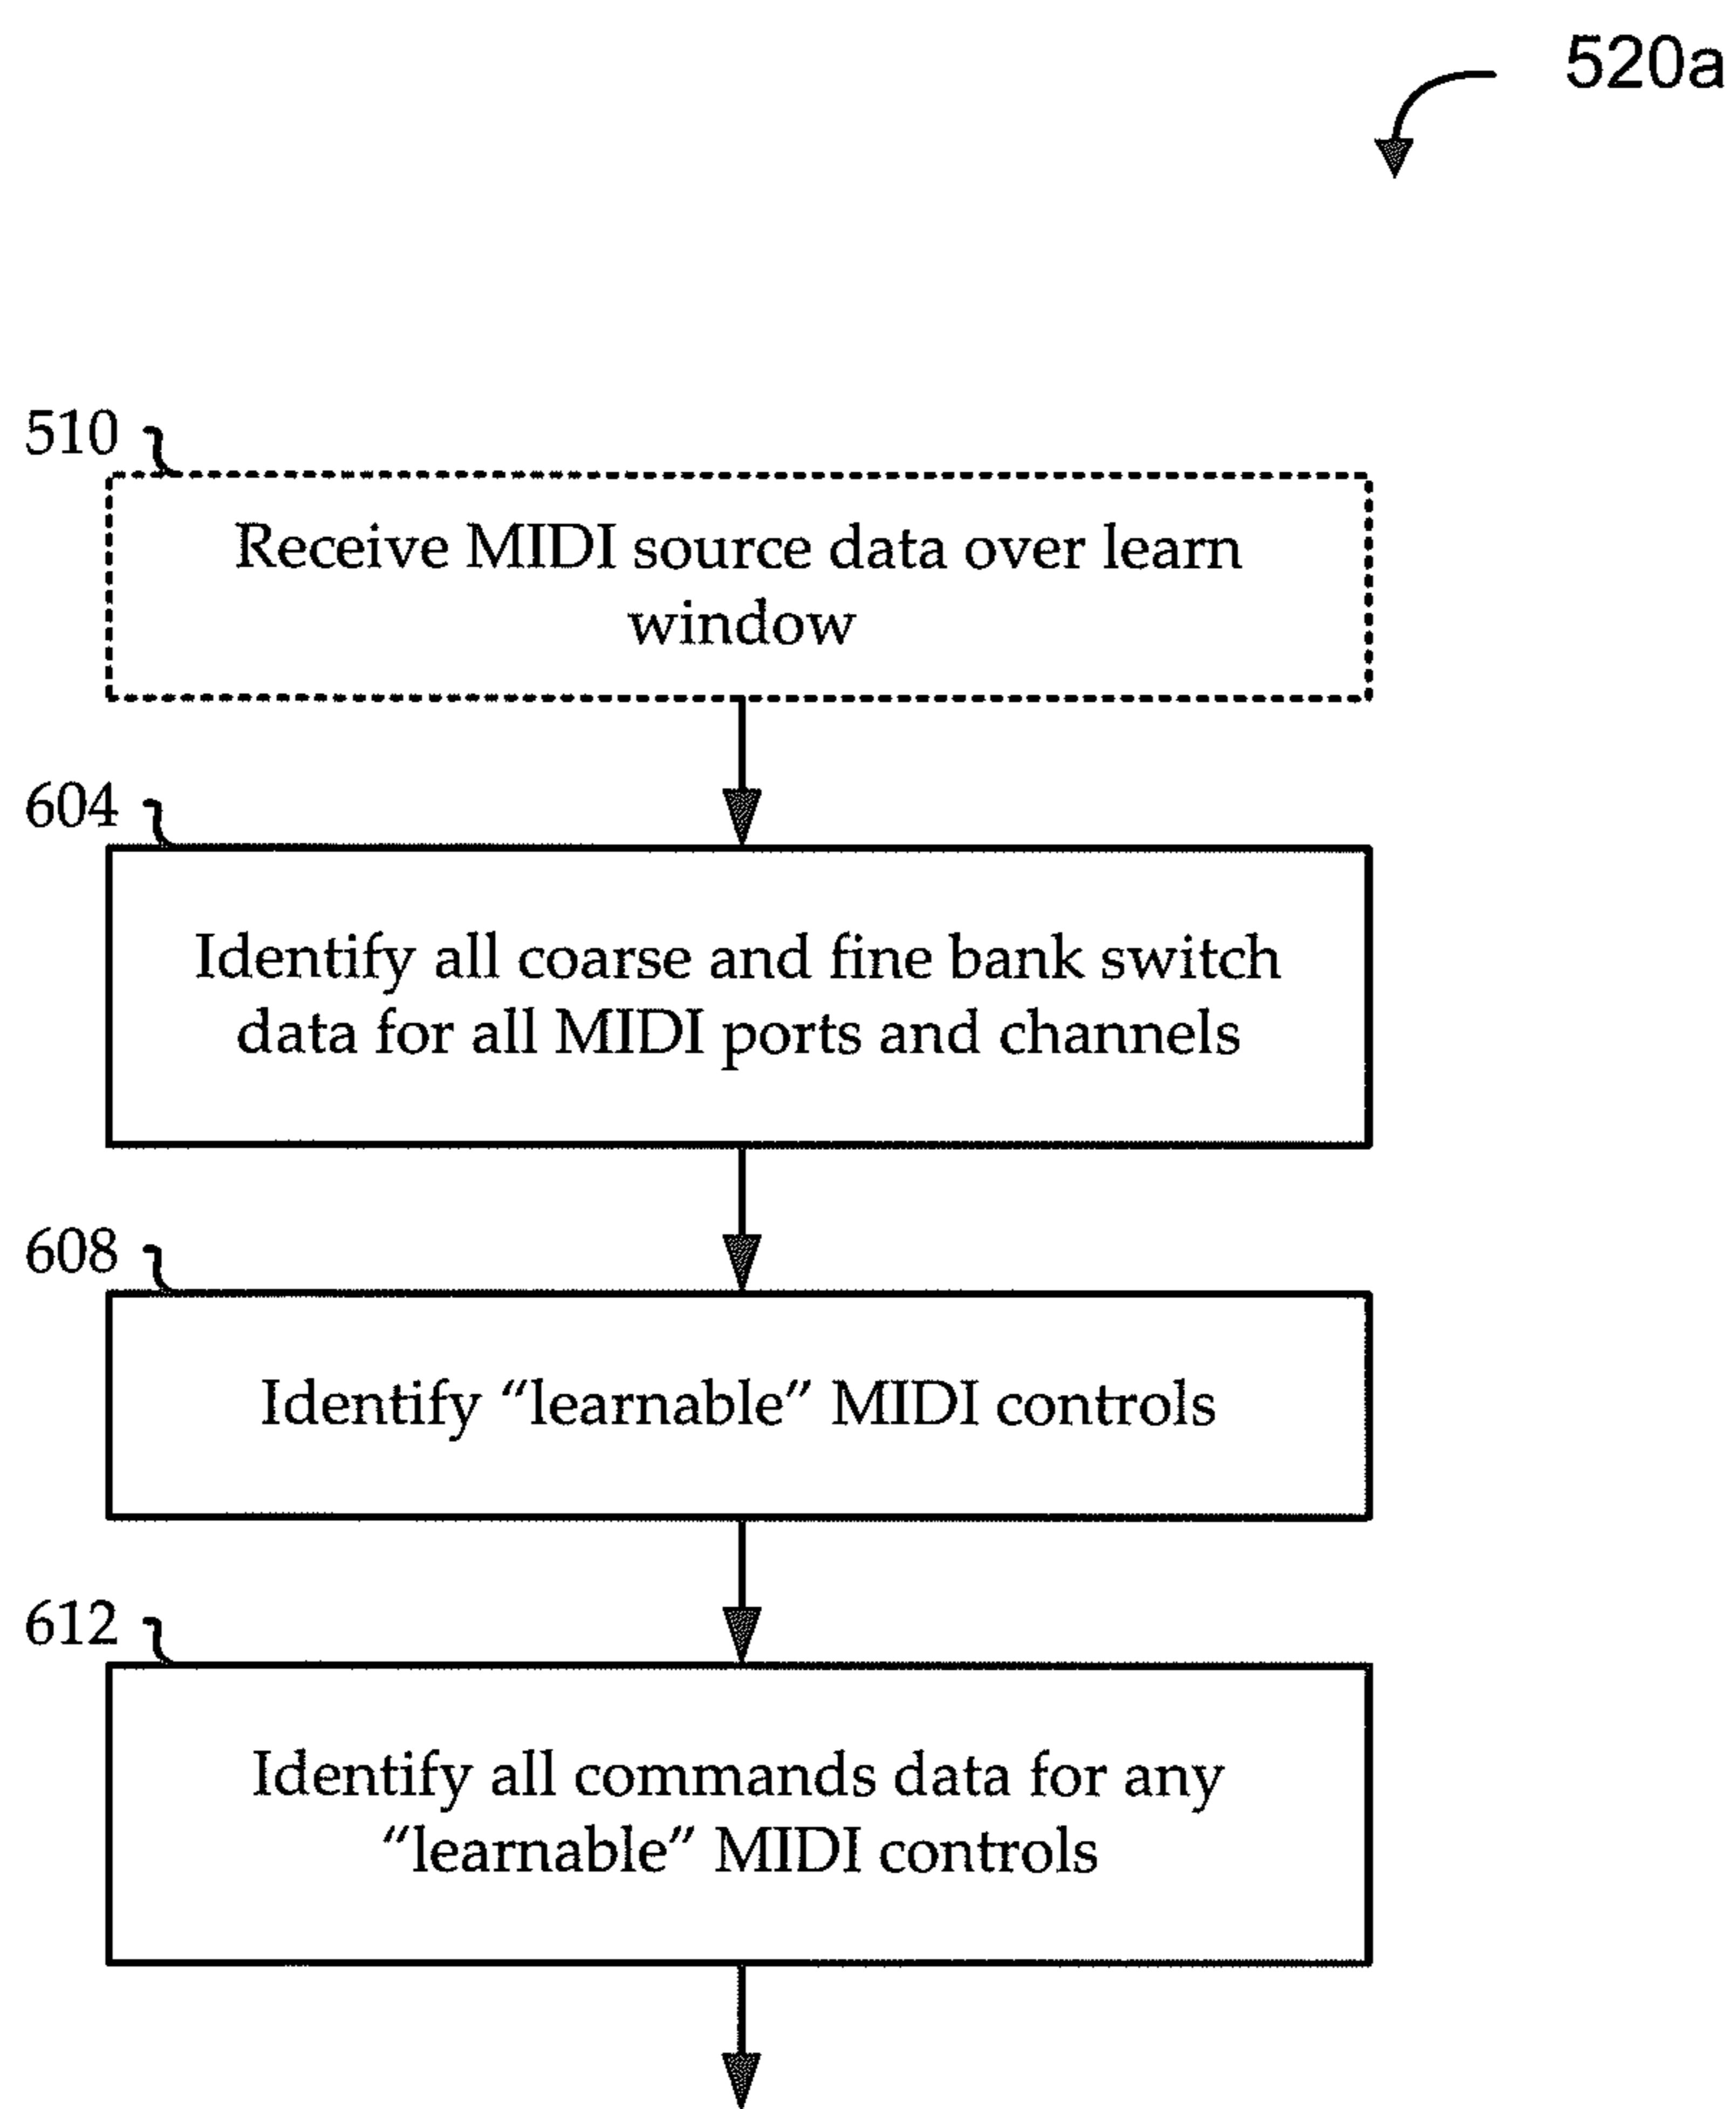 520a
510
Receive MIDI source data over learn
window
604
Identify all coarse and fine bank switch
data for all MIDI ports and channels
608
Identify “learnable” MIDI controls
612
Identify all commands data for any
“learnable” MIDI controls